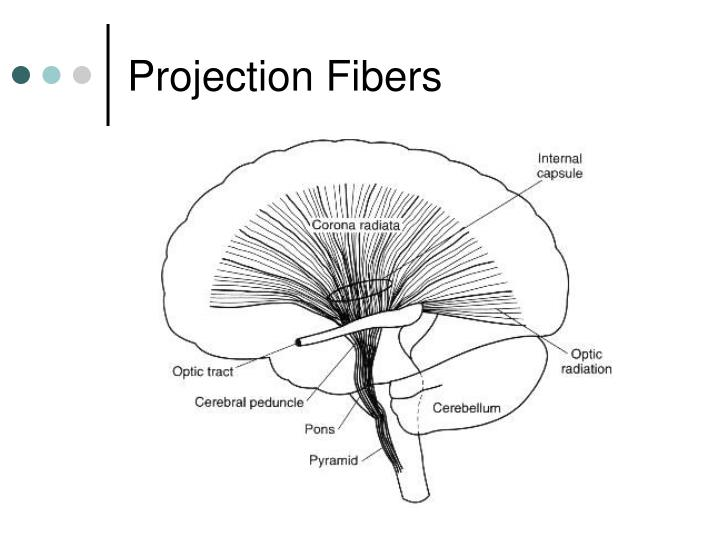 Projection Fibers
Internal
capsule
Corona radiata
Optic tract
Optic
radiation
Cerebral peduncle
Cerebellum
Pons
Pyramid